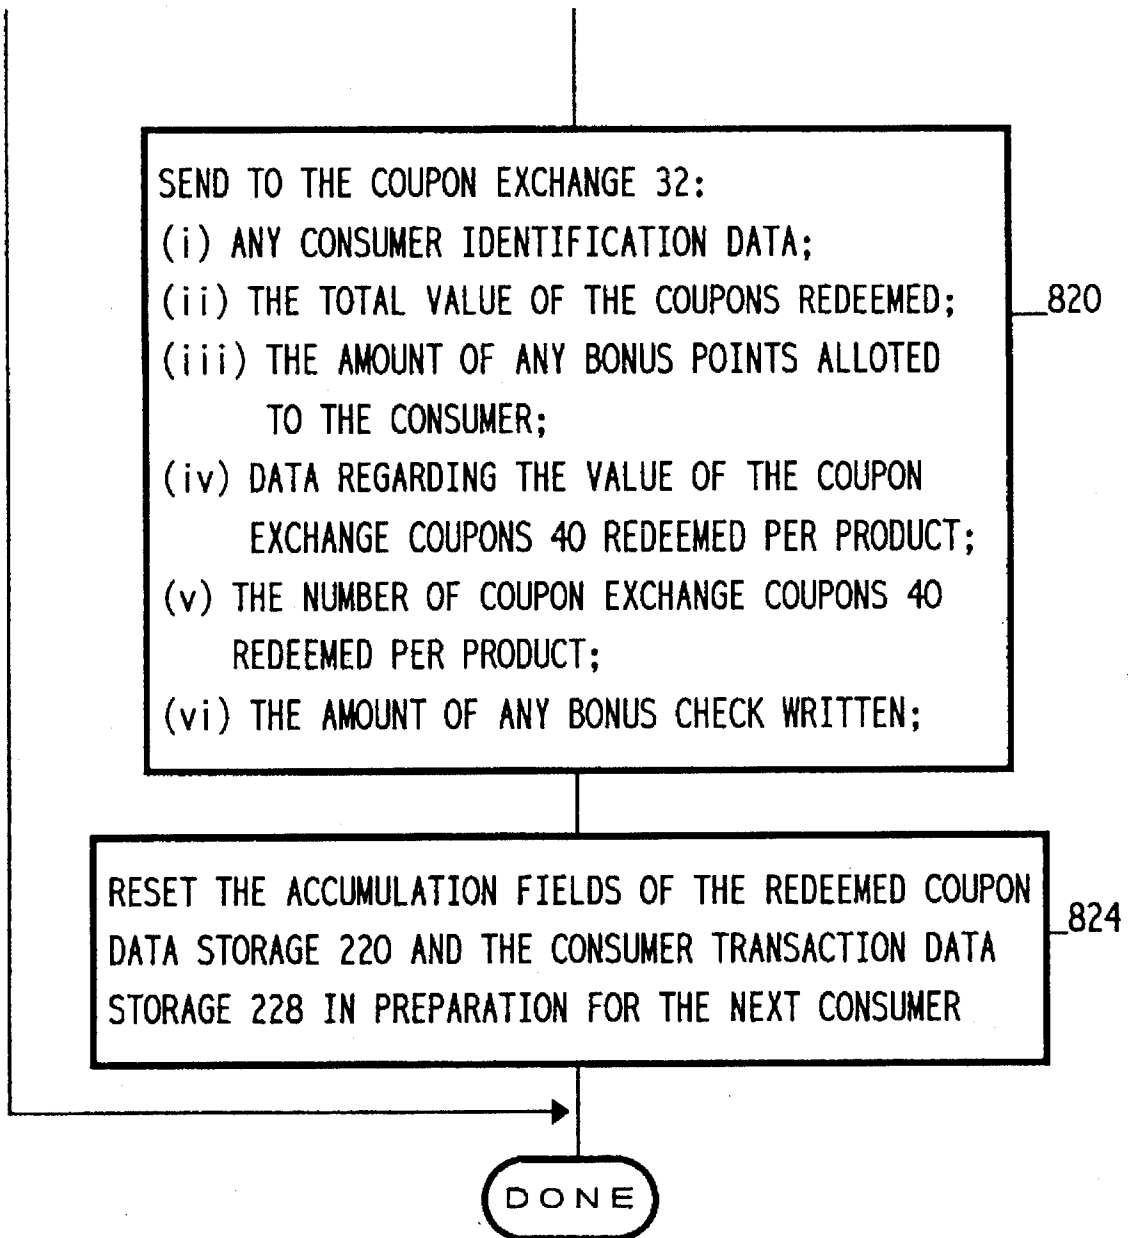 SEND TO THE COUPON EXCHANGE 32:
(i) ANY CONSUMER IDENTIFICATION DATA;
(ii) THE TOTAL VALUE OF THE COUPONS REDEEMED;
(iii) THE AMOUNT OF ANY BONUS POINTS ALLOTED
TO THE CONSUMER;
(iv) DATA REGARDING THE VALUE OF THE COUPON
EXCHANGE COUPONS 40 REDEEMED PER PRODUCT;
(v) THE NUMBER OF COUPON EXCHANGE COUPONS 40
REDEEMED PER PRODUCT;
(vi) THE AMOUNT OF ANY BONUS CHECK WRITTEN;
820
RESET THE ACCUMULATION FIELDS OF THE REDEEMED COUPON
DATA STORAGE 220 AND THE CONSUMER TRANSACTION DATA
STORAGE 228 IN PREPARATION FOR THE NEXT CONSUMER
824
DONE